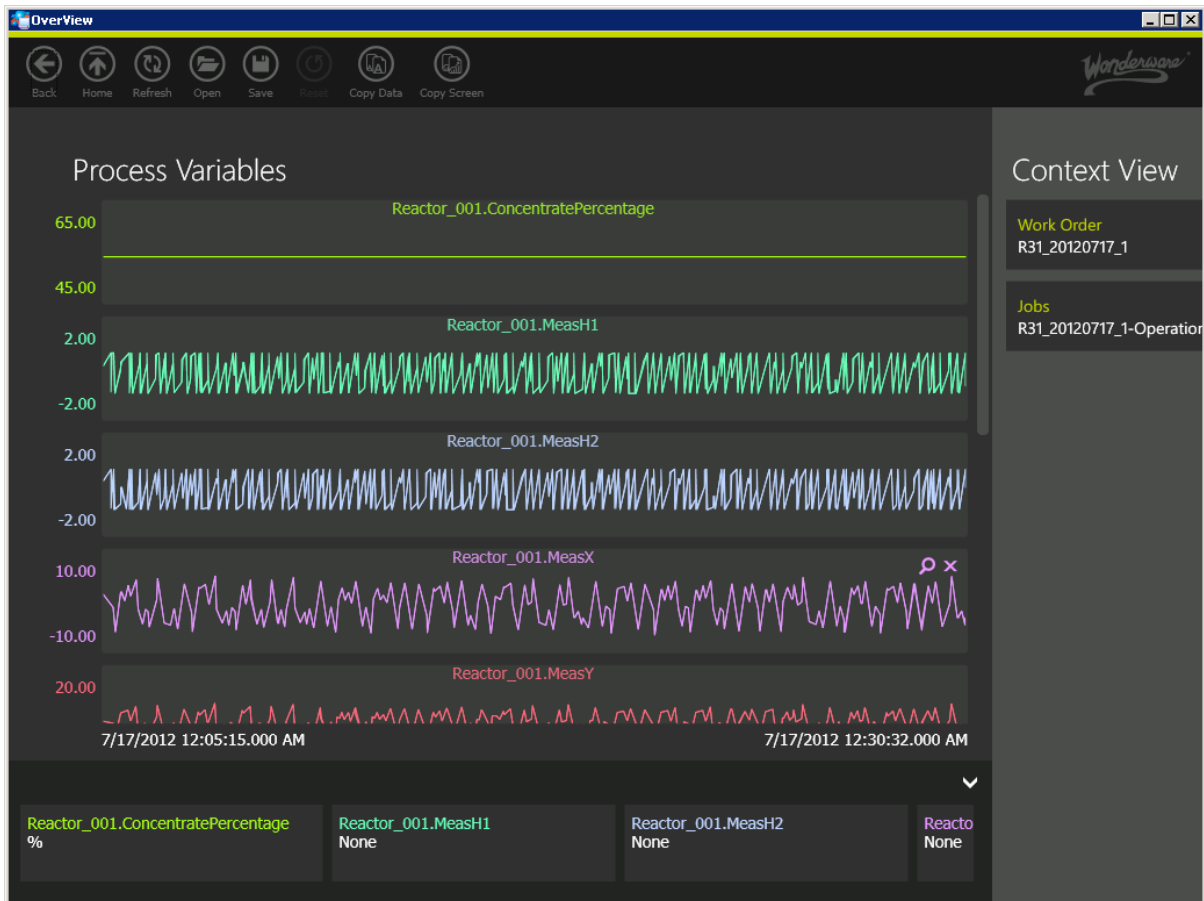 OverView
Back Home Refresh Open Save Reset Copy Data Copy Screen
Wonderware
Process Variables
65.00
Reactor_001.ConcentratePercentage
45.00
Reactor_001.MeasH1
2.00
-2.00
Reactor_001.MeasH2
2.00
-2.00
Reactor_001.MeasX
10.00
-10.00
Reactor_001.MeasY
20.00
7/17/2012 12:05:15.000 AM
7/17/2012 12:30:32.000 AM
Reactor_001.ConcentratePercentage
%
Reactor_001.MeasH1
None
Reactor_001.MeasH2
None
Reacto
None
Context View
Work Order
R31_20120717_1
Jobs
R31_20120717_1-Operation